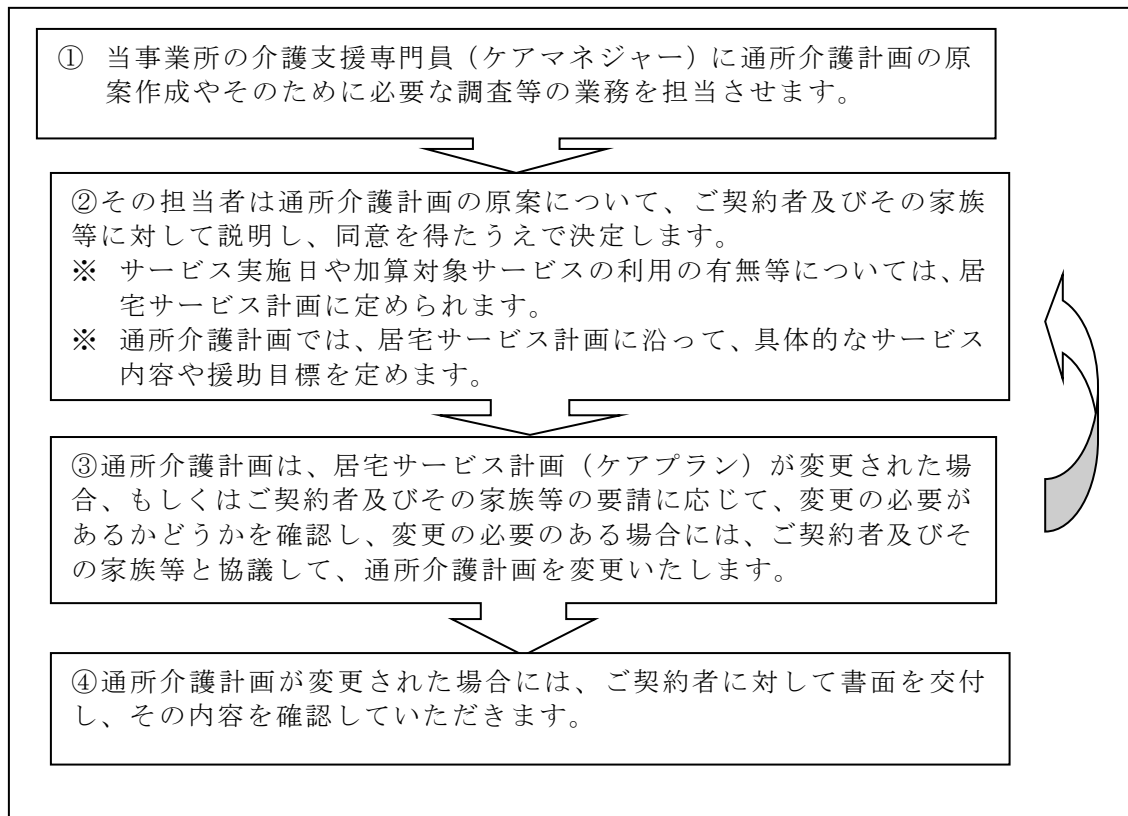 ① 当事業所の介護支援専門員（ケアマネジャー）に通所介護計画の原
案作成やそのために必要な調査等の業務を担当させます。
②その担当者は通所介護計画の原案について、ご契約者及びその家族
等に対して説明し、同意を得たうえで決定します。
※ サービス実施日や加算対象サービスの利用の有無等については、居
宅サービス計画に定められます。
※ 通所介護計画では、居宅サービス計画に沿って、具体的なサービス
内容や援助目標を定めます。
③通所介護計画は、居宅サービス計画（ケアプラン）が変更された場
合、もしくはご契約者及びその家族等の要請に応じて、変更の必要が
あるかどうかを確認し、変更の必要のある場合には、ご契約者及びそ
の家族等と協議して、通所介護計画を変更いたします。
④通所介護計画が変更された場合には、ご契約者に対して書面を交付
し、その内容を確認していただきます。